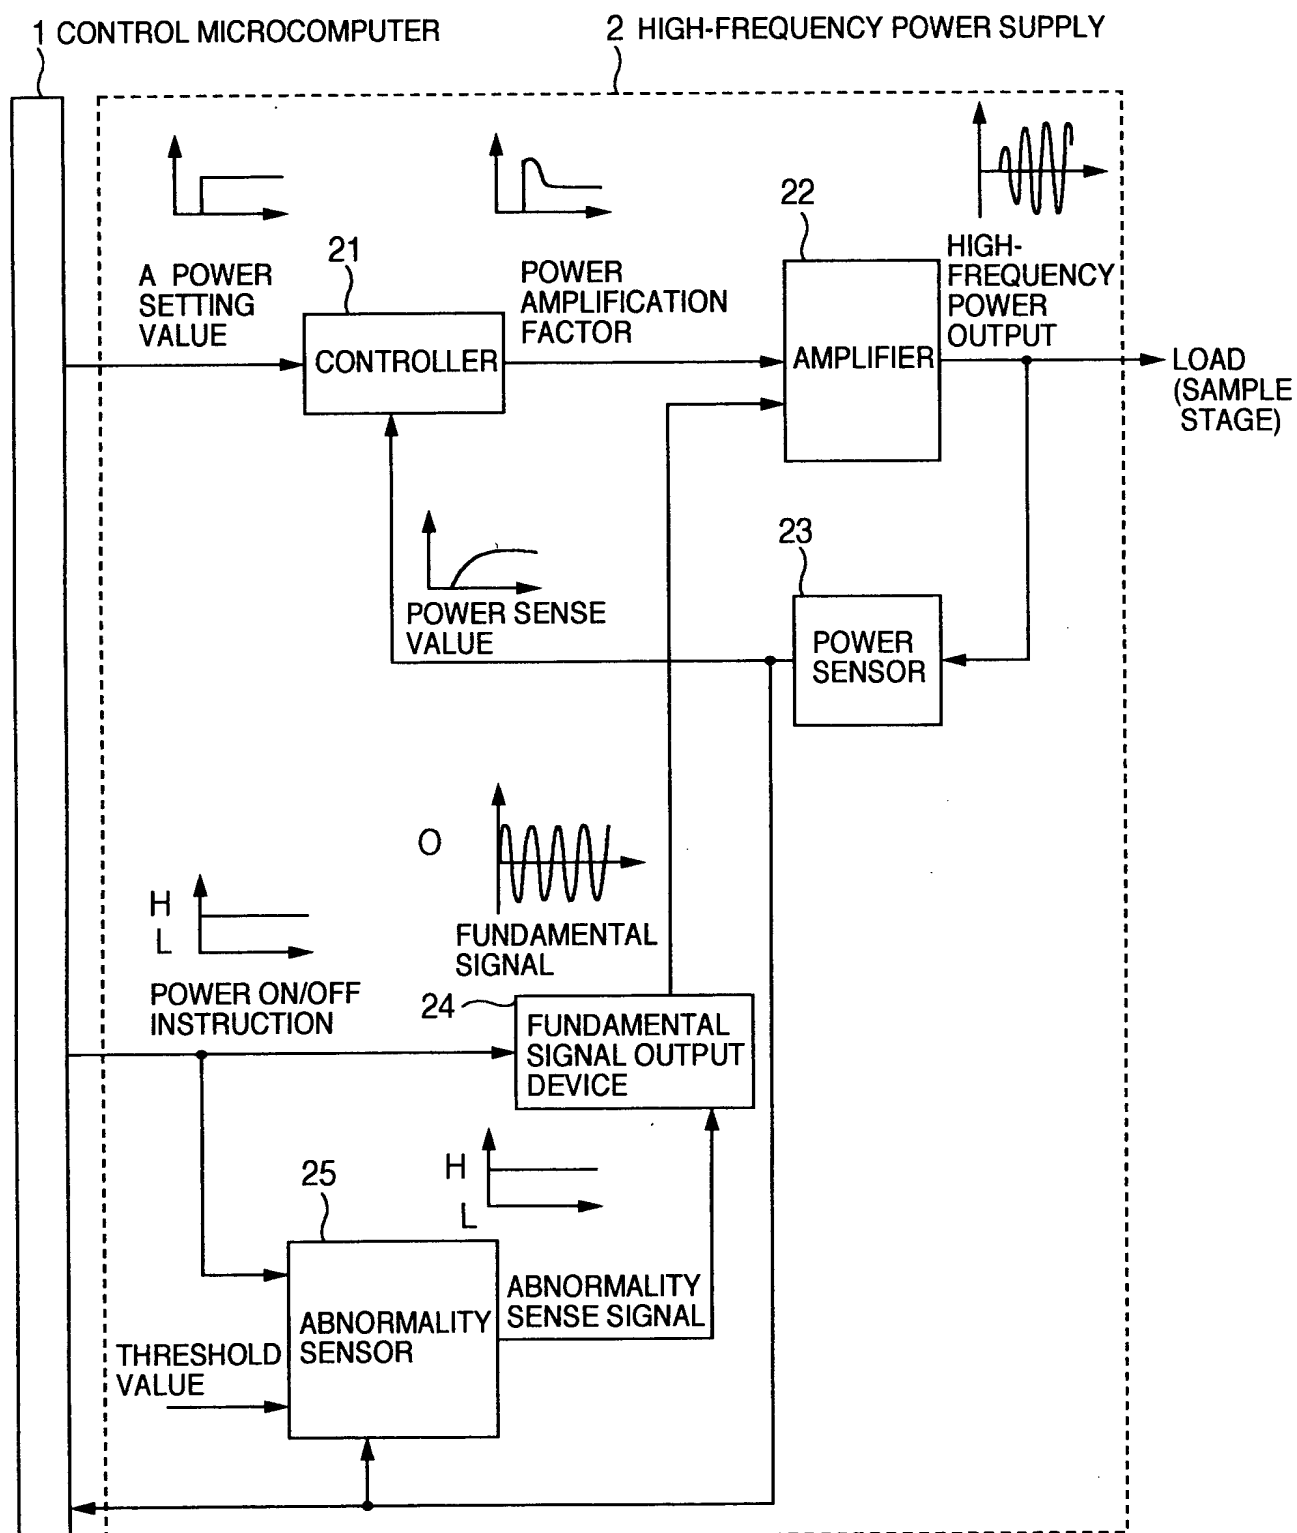 1 CONTROL MICROCOMPUTER
2 HIGH-FREQUENCY POWER SUPPLY
A POWER
SETTING
VALUE
21
CONTROLLER
POWER
AMPLIFICATION
FACTOR
22
AMPLIFIER
HIGH-
FREQUENCY
POWER
OUTPUT
LOAD
(SAMPLE
STAGE)
POWER SENSE
VALUE
23
POWER
SENSOR
O
FUNDAMENTAL
SIGNAL
H
L
POWER ON/OFF
INSTRUCTION
24
FUNDAMENTAL
SIGNAL OUTPUT
DEVICE
H
L
25
ABNORMALITY
SENSOR
ABNORMALITY
SENSE SIGNAL
THRESHOLD
VALUE